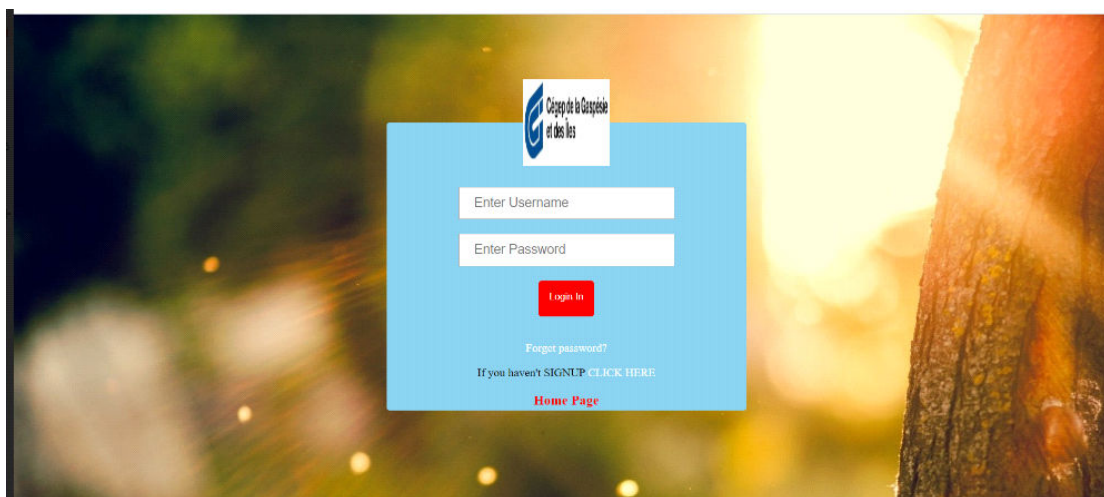 Cégep de la Gaspésie
et des Îles
Enter Username
Enter Password
Login In
Forget password?
If you haven't SIGNUP CLICK HERE
Home Page